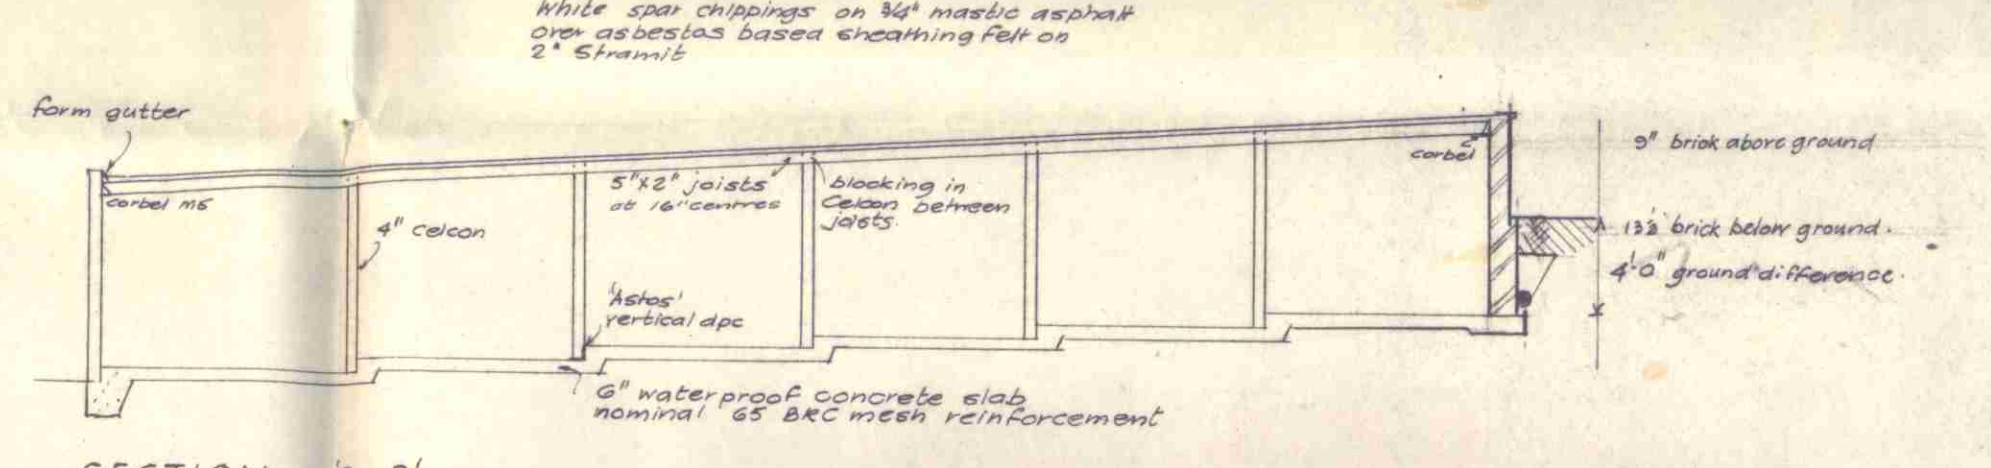 White spar chippings on 3/4" mastic asphalt
over asbestos based sheathing felt on
2" Stramit
form gutter
corbel
9" brick above ground
5"x2" joists
at 16" centres
blocking in
Celcon between
joists.
corbel ms
4" celcon
13½ brick below ground.
4'-0" ground difference.
'Astos'
vertical dpc
6" waterproof concrete slab
nominal 65 BRC mesh reinforcement
SECTION